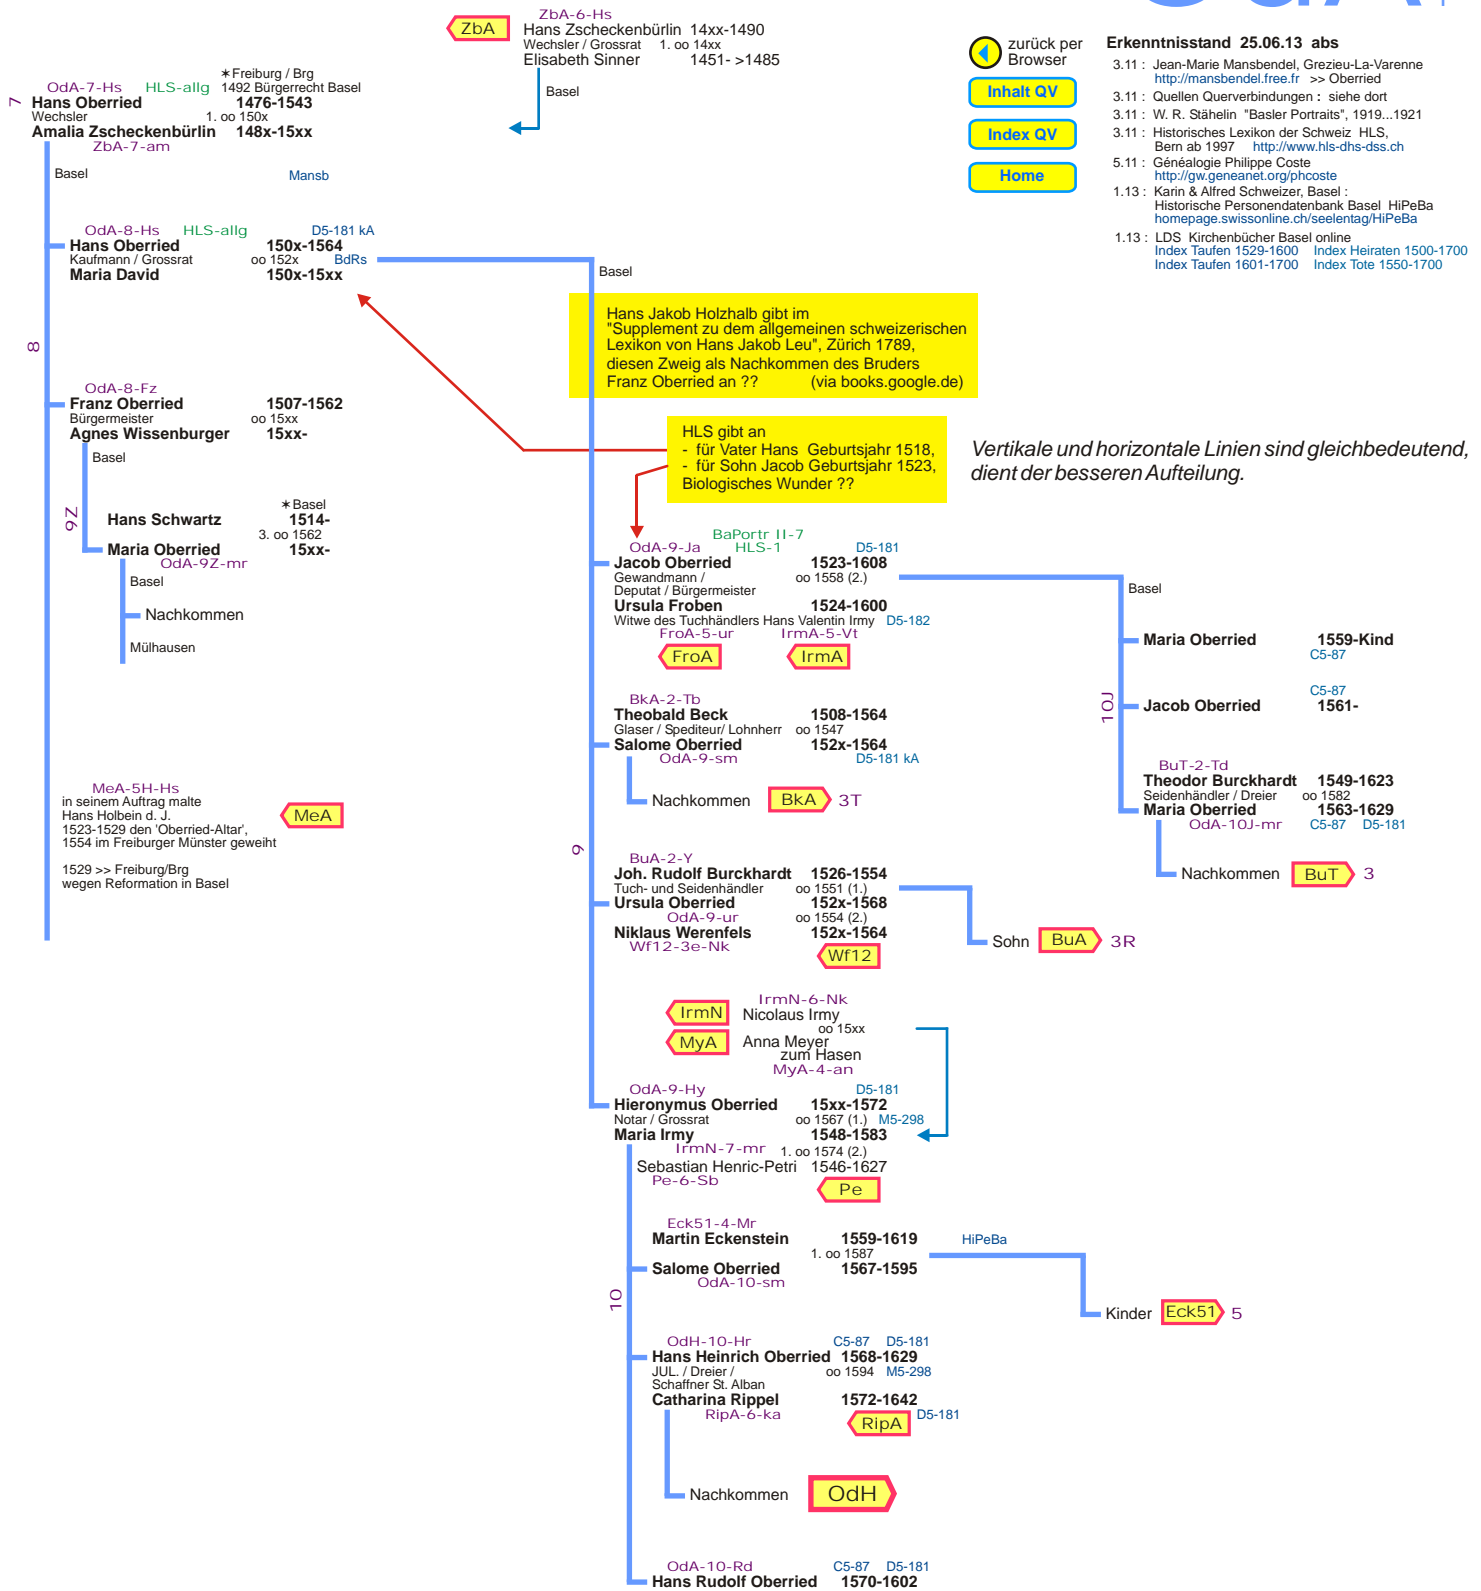 ZbA
ZbA-6-Hs
Hans Zscheckenbürlin 14xx-1490
Wechsler / Grossrat 1. oo 14xx
Elisabeth Sinner 1451- >1485
Basel
zurück per
Browser
Inhalt QV
Index QV
Home
Erkenntnisstand 25.06.13 abs
3.11 : Jean-Marie Mansbendel, Grezieu-La-Varenne
http://mansbendel.free.fr >> Oberried
3.11 : Quellen Querverbindungen : siehe dort
3.11 : W. R. Stähelin "Basler Portraits", 1919...1921
3.11 : Historisches Lexikon der Schweiz HLS,
Bern ab 1997 http://www.hls-dhs-dss.ch
5.11 : Généalogie Philippe Coste
http://gw.geneanet.org/phcoste
1.13 : Karin & Alfred Schweizer, Basel :
Historische Personendatenbank Basel HiPeBa
homepage.swissonline.ch/seelentag/HiPeBa
1.13 : LDS Kirchenbücher Basel online
Index Taufen 1529-1600 Index Heiraten 1500-1700
Index Taufen 1601-1700 Index Tote 1550-1700
✶Freiburg / Brg
OdA-7-Hs HLS-allg 1492 Bürgerrecht Basel
7
Hans Oberried 1476-1543
Wechsler 1. oo 150x
Amalia Zscheckenbürlin 148x-15xx
ZbA-7-am
Basel Mansb
OdA-8-Hs HLS-allg D5-181 kA
Hans Oberried 150x-1564
Kaufmann / Grossrat oo 152x BdRs
Maria David 150x-15xx
8
OdA-8-Fz
Franz Oberried 1507-1562
Bürgermeister oo 15xx
Agnes Wissenburger 15xx-
Basel
9Z
✶Basel
Hans Schwartz 1514-
3. oo 1562
Maria Oberried 15xx-
OdA-9Z-mr
Basel
Nachkommen
Mülhausen
MeA-5H-Hs
in seinem Auftrag malte
Hans Holbein d. J.
1523-1529 den 'Oberried-Altar',
1554 im Freiburger Münster geweiht
MeA
1529 >> Freiburg/Brg
wegen Reformation in Basel
Basel
Hans Jakob Holzhalb gibt im
"Supplement zu dem allgemeinen schweizerischen
Lexikon von Hans Jakob Leu", Zürich 1789,
diesen Zweig als Nachkommen des Bruders
Franz Oberried an ?? (via books.google.de)
HLS gibt an
- für Vater Hans Geburtsjahr 1518,
- für Sohn Jacob Geburtsjahr 1523,
Biologisches Wunder ??
Vertikale und horizontale Linien sind gleichbedeutend,
dient der besseren Aufteilung.
9
BaPortr II-7
OdA-9-Ja HLS-1 D5-181
Jacob Oberried 1523-1608
Gewandmann / oo 1558 (2.)
Deputat / Bürgermeister
Ursula Froben 1524-1600
Witwe des Tuchhändlers Hans Valentin Irmy D5-182
FroA-5-ur IrmA-5-Vt
FroA IrmA
Basel
10J
Maria Oberried 1559-Kind
C5-87
C5-87
Jacob Oberried 1561-
BuT-2-Td
Theodor Burckhardt 1549-1623
Seidenhändler / Dreier oo 1582
Maria Oberried 1563-1629
OdA-10J-mr C5-87 D5-181
Nachkommen BuT 3
BkA-2-Tb
Theobald Beck 1508-1564
Glaser / Spediteur/ Lohnherr oo 1547
Salome Oberried 152x-1564
OdA-9-sm D5-181 kA
Nachkommen BkA 3T
BuA-2-Y
Joh. Rudolf Burckhardt 1526-1554
Tuch- und Seidenhändler oo 1551 (1.)
Ursula Oberried 152x-1568
OdA-9-ur oo 1554 (2.)
Niklaus Werenfels 152x-1564
Wf12-3e-Nk
Wf12
Sohn BuA 3R
IrmN-6-Nk
IrmN Nicolaus Irmy
oo 15xx
MyA Anna Meyer
zum Hasen
MyA-4-an
OdA-9-Hy D5-181
Hieronymus Oberried 15xx-1572
Notar / Grossrat oo 1567 (1.) M5-298
Maria Irmy 1548-1583
IrmN-7-mr 1. oo 1574 (2.)
Sebastian Henric-Petri 1546-1627
Pe-6-Sb
Pe
10
Eck51-4-Mr
Martin Eckenstein 1559-1619 HiPeBa
1. oo 1587
Salome Oberried 1567-1595
OdA-10-sm
Kinder Eck51 5
OdH-10-Hr C5-87 D5-181
Hans Heinrich Oberried 1568-1629
JUL. / Dreier / oo 1594 M5-298
Schaffner St. Alban
Catharina Rippel 1572-1642
RipA-6-ka RipA D5-181
Nachkommen OdH
OdA-10-Rd C5-87 D5-181
Hans Rudolf Oberried 1570-1602